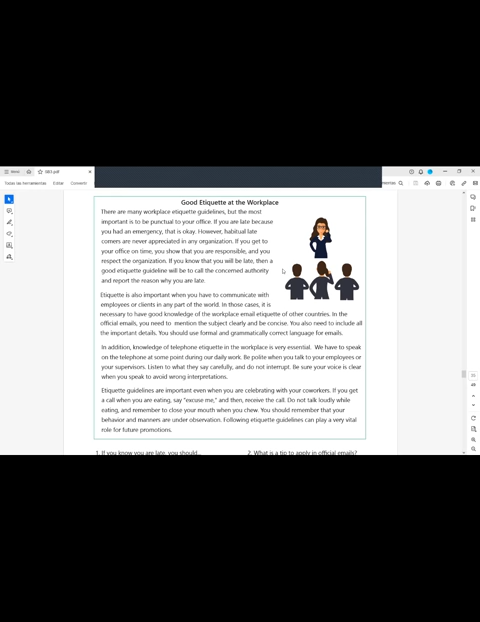 Menú
SB3.pdf
Todas las herramientas Editar Convertir
Good Etiquette at the Workplace
There are many workplace etiquette guidelines, but the most
important is to be punctual to your office. If you are late because
you had an emergency, that is okay. However, habitual late
comers are never appreciated in any organization. If you get to
your office on time, you show that you are responsible; and you
respect the organization. If you know that you will be late, then a
good etiquette guideline will be to call the concerned authority
and report the reason why you are late.
Etiquette is also important when you have to communicate with
employees or clients in any part of the world. In those cases, it is
necessary to have good knowledge of the workplace email etiquette of other countries. In the
official emails, you need to mention the subject clearly and be concise. You also need to include all
the important details. You should use formal and grammatically correct language for emails.
In addition, knowledge of telephone etiquette in the workplace is very essential. We have to speak
on the telephone at some point during our daily work. Be polite when you talk to your employees or
your supervisors. Listen to what they say carefully, and do not interrupt. Be sure your voice is clear
when you speak to avoid wrong interpretations.
Etiquette guidelines are important even when you are celebrating with your coworkers. If you get
a call when you are eating, say "excuse me," and then, receive the call. Do not talk loudly while
eating, and remember to close your mouth when you chew. You should remember that your
behavior and manners are under observation. Following etiquette guidelines can play a very vital
role for future promotions.
1. If you know you are late, you should... 2. What is a tip to apply in official emails?